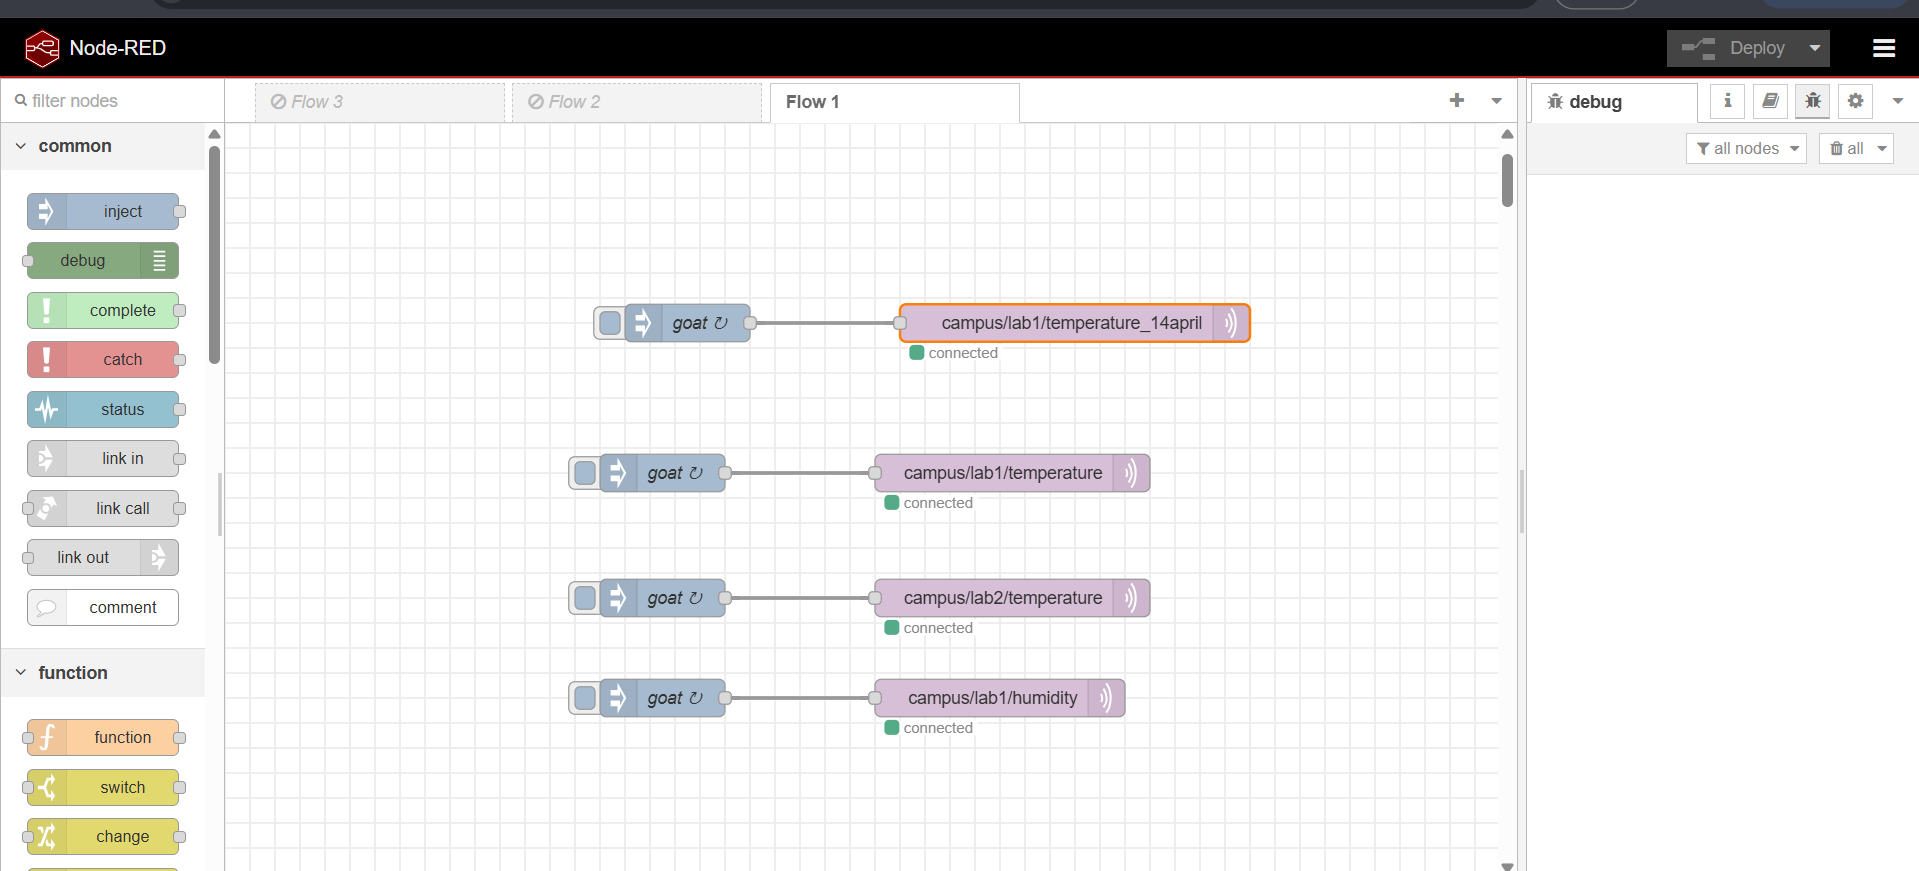 Node-RED
Deploy
filter nodes
Flow 3
Flow 2
Flow 1
debug
all nodes
all
common
inject
debug
complete
catch
status
link in
link call
link out
comment
function
function
switch
change
goat ↻
campus/lab1/temperature_14april
connected
goat ↻
campus/lab1/temperature
connected
goat ↻
campus/lab2/temperature
connected
goat ↻
campus/lab1/humidity
connected